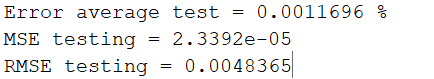 Error average test = 0.0011696 %
MSE testing = 2.3392e-05
RMSE testing = 0.0048365